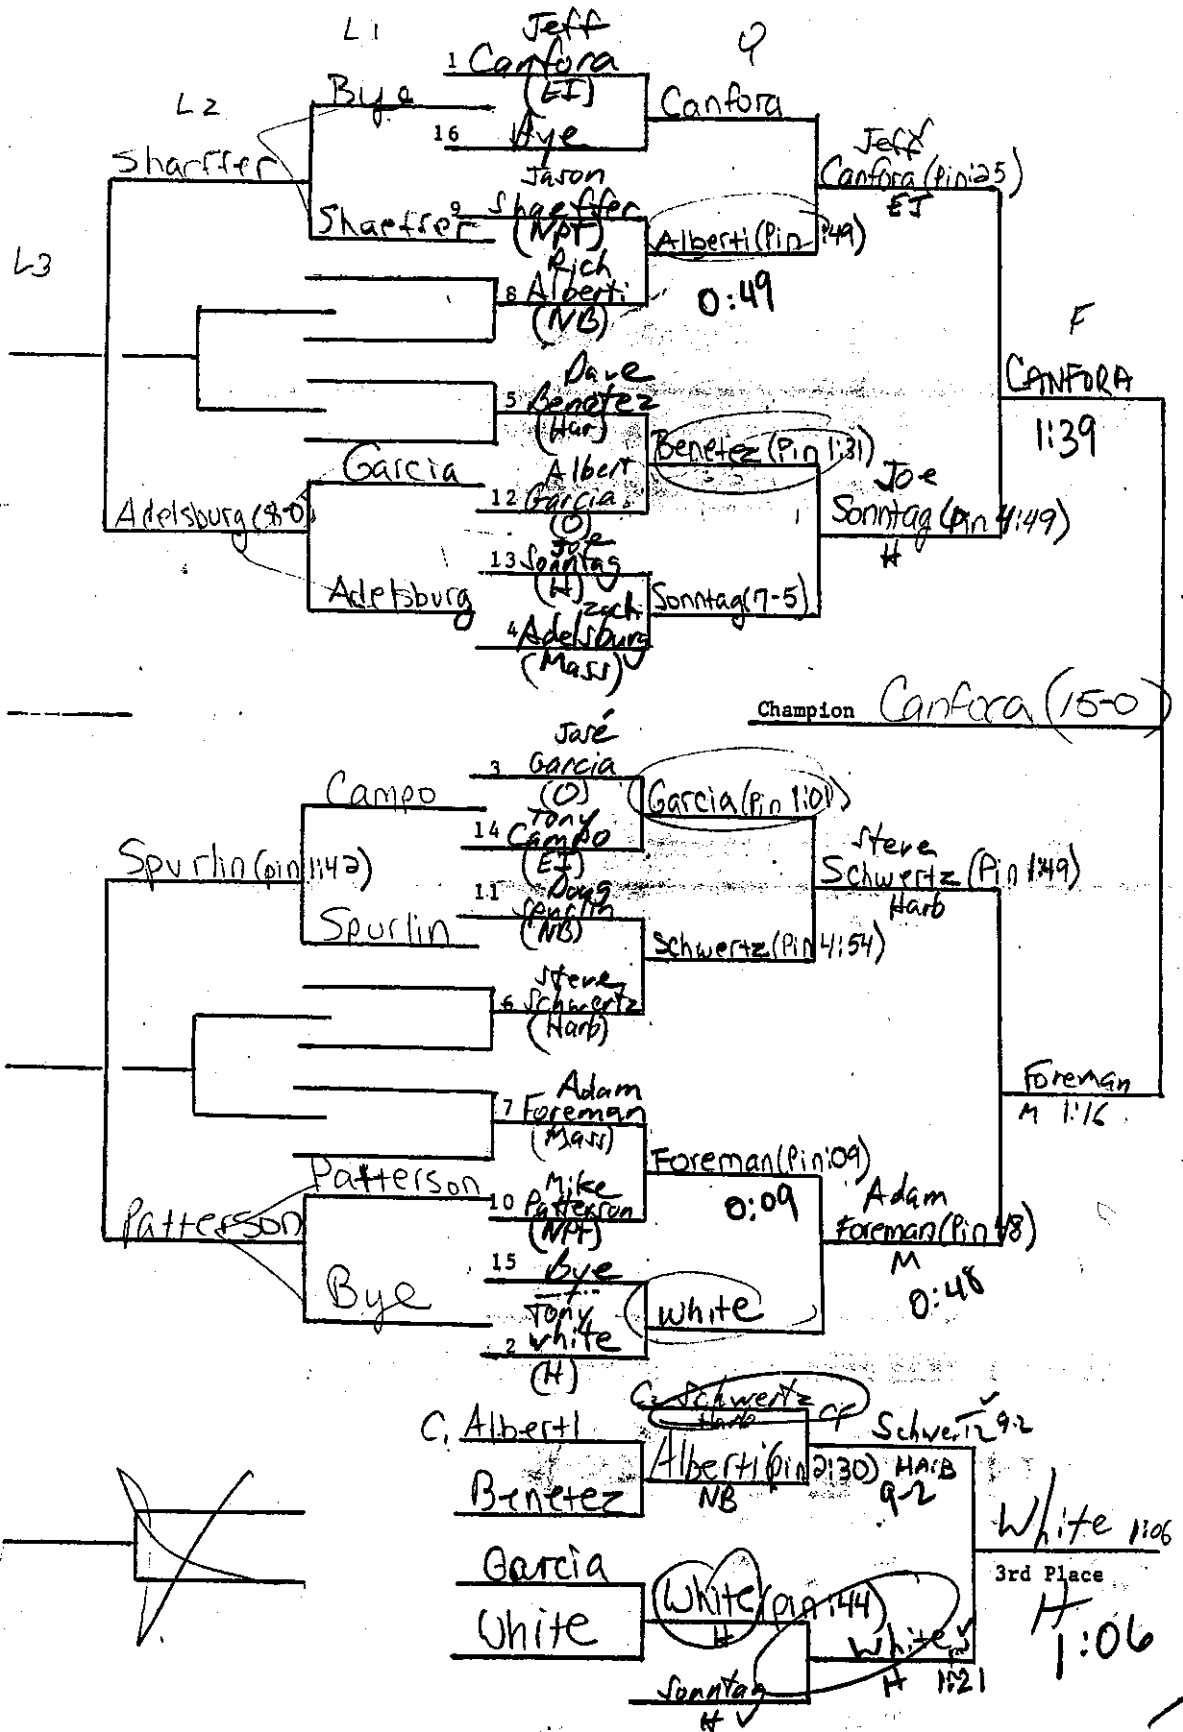 L1
L2
L3
Q
F
Bye
Shaeffer
Shaeffer
Garcia
Adelsburg (8-0)
Adelsburg
1
Jeff
Canfora
(EI)
16
Bye
Jason
9 Shaeffer
(NPT)
Rich
8 Alberti
(NB)
Dave
5 Benetez
(Har)
Albert
12 Garcia
(O)
Joe
13 Sonntag
(H)
Zach
4 Adelsburg
(Mass)
Canfora
Alberti (Pin :49)
0:49
Benetez (Pin 1:31)
Sonntag (7-5)
Jeff
Canfora (Pin :25)
EI
Joe
Sonntag (Pin 4:49)
H
CANFORA
1:39
Champion Canfora (15-0)
Campo
Spurlin (pin 1:42)
Spurlin
Patterson
Patterson
Bye
José
3 Garcia
(O)
Tony
14 Campo
(EI)
Doug
11 Spurlin
(NB)
Steve
6 Schwertz
(Harb)
Adam
7 Foreman
(Mass)
Mike
10 Patterson
(NPT)
15 Bye
Tony
2 White
(H)
Garcia (Pin 1:01)
Schwertz (Pin 4:54)
Foreman (Pin :09)
0:09
White
Steve
Schwertz (Pin 1:49)
Harb
Adam
Foreman (Pin :48)
M
0:48
Foreman
M 1:16
C. Alberti
Benetez
Garcia
White
C. Schwertz
Harb
Alberti (pin 2:30)
NB
White (pin :44)
H
Sonntag
H
Schwertz 9-2
HARB
9-2
White
H 1:21
White 1:06
3rd Place
H
1:06